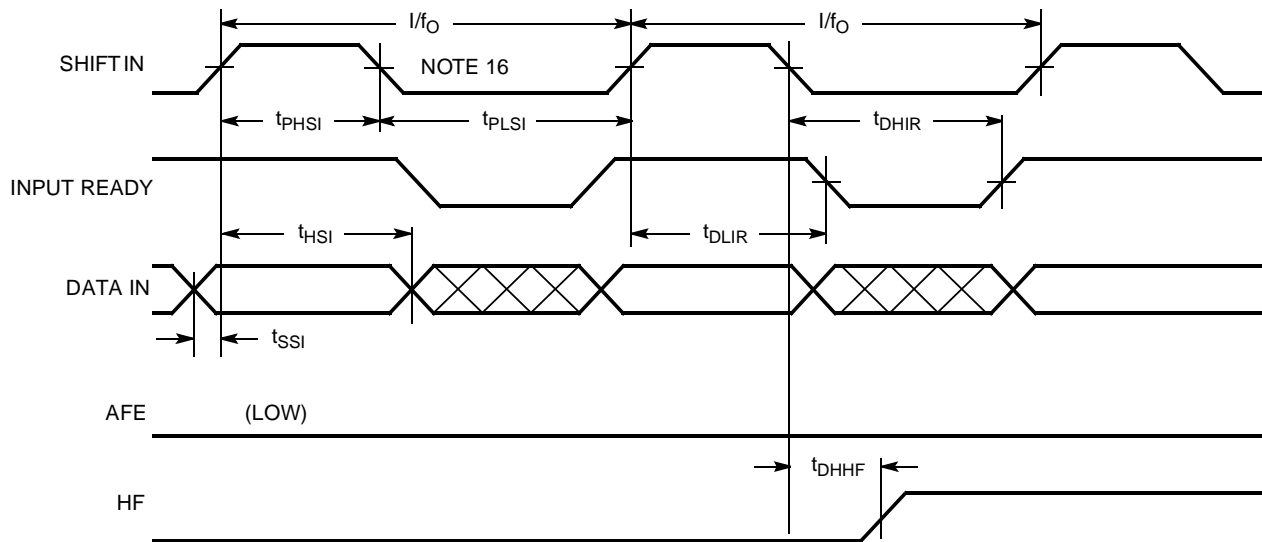 I/fO I/fO
SHIFT IN NOTE 16
tPHSI tPLSI tDHIR
INPUT READY
tHSI tDLIR
DATA IN
tSSI
AFE (LOW)
tDHHF
HF